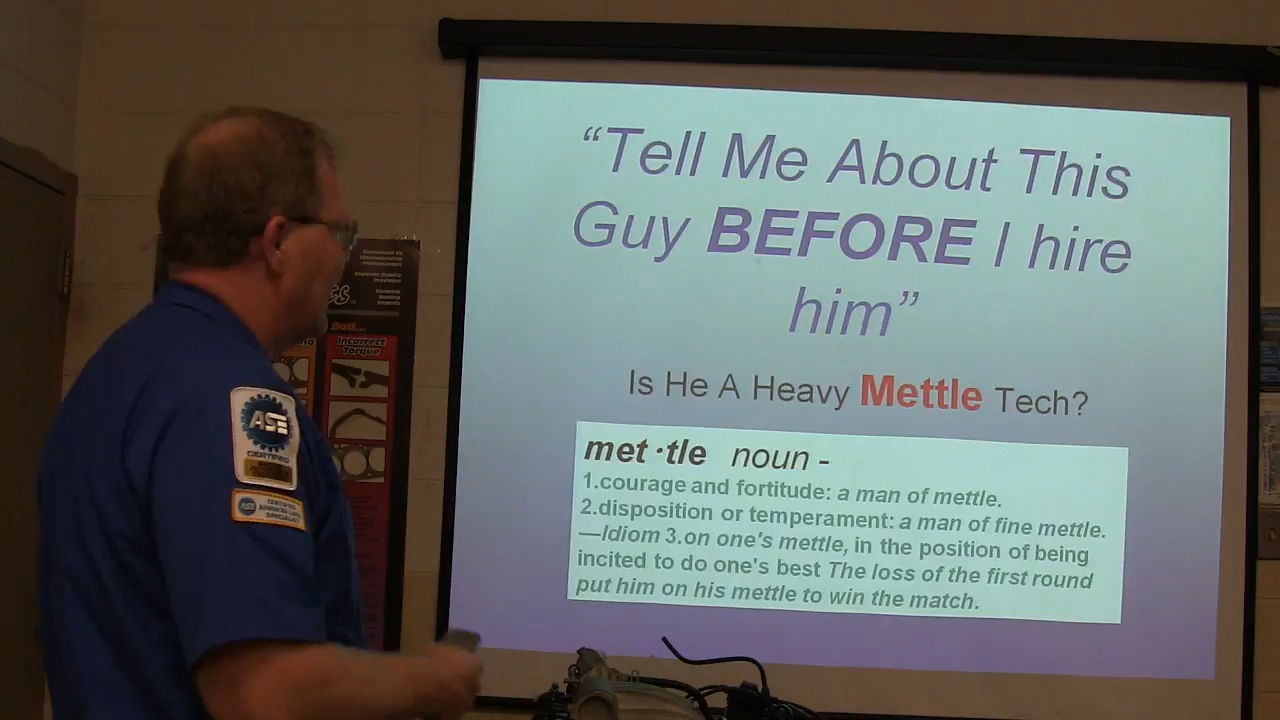 “Tell Me About This
Guy BEFORE I hire
him”
Is He A Heavy Mettle Tech?
met·tle noun -
1.courage and fortitude: a man of mettle.
2.disposition or temperament: a man of fine mettle.
—Idiom 3.on one's mettle, in the position of being
incited to do one's best The loss of the first round
put him on his mettle to win the match.
Bad...
Incorrect
Torque
ASE
CERTIFIED
ASE